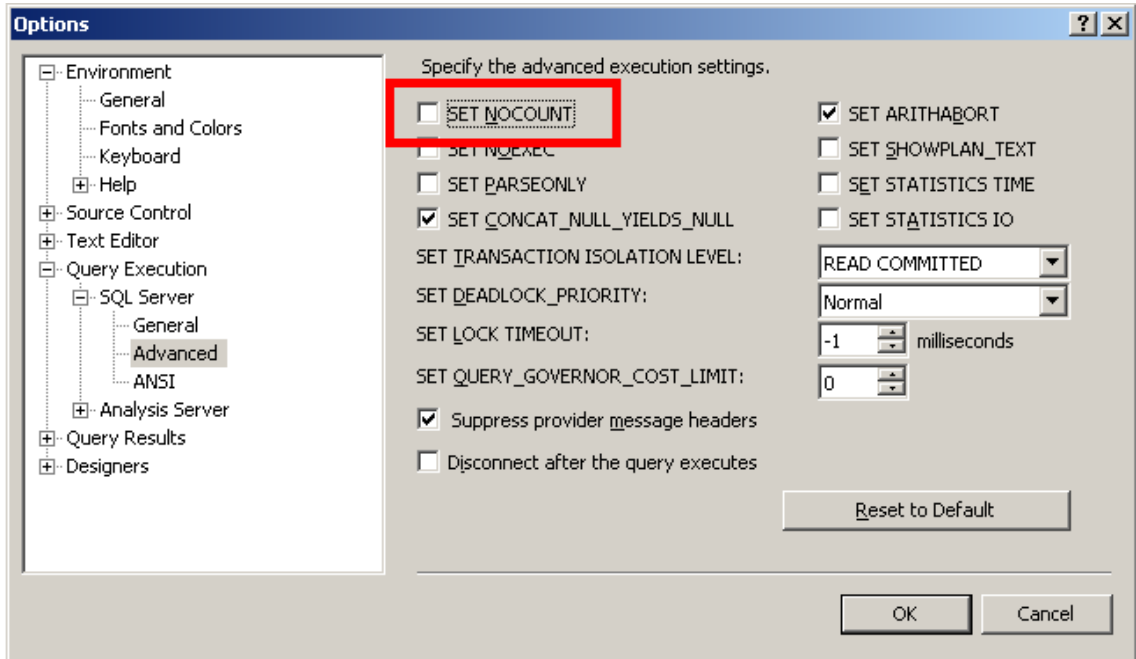 Options
Environment
General
Fonts and Colors
Keyboard
Help
Source Control
Text Editor
Query Execution
SQL Server
General
Advanced
ANSI
Analysis Server
Query Results
Designers
Specify the advanced execution settings.
SET NOCOUNT
SET ARITHABORT
SET NOEXEC
SET SHOWPLAN_TEXT
SET PARSEONLY
SET STATISTICS TIME
SET CONCAT_NULL_YIELDS_NULL
SET STATISTICS IO
SET TRANSACTION ISOLATION LEVEL:
READ COMMITTED
SET DEADLOCK_PRIORITY:
Normal
SET LOCK TIMEOUT:
-1 milliseconds
SET QUERY_GOVERNOR_COST_LIMIT:
0
Suppress provider message headers
Disconnect after the query executes
Reset to Default
OK
Cancel